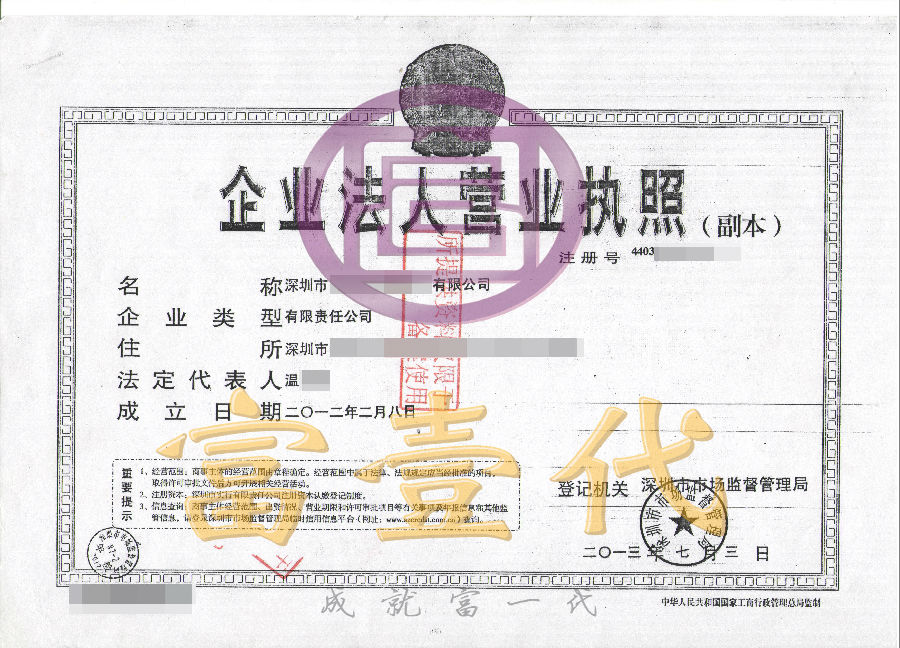 企业法人营业执照（副本）
注册号 4403
名称 深圳市 有限公司
企业类型 有限责任公司
住所 深圳市
法定代表人 温
成立日期 二〇一二年二月八日
富壹代
重要提示
1、经营范围：商事主体的经营范围由章程确定。经营范围中属于法律、法规规定应当经批准的项目，
取得许可审批文件后方可开展相关经营活动。
2、注册资本：深圳市实行有限责任公司注册资本认缴登记制度。
3、信息查询：商事主体经营范围、出资情况、营业期限和许可审批项目等有关事项及年报信息和其他监
管信息，请登录深圳市市场监督管理局临时信用信息平台（网址：www.szcredit.com.cn）查询。
登记机关 深圳市市场监督管理局
深圳市市场监督管理局
二〇一三年七月三日
成就富一代
中华人民共和国国家工商行政管理总局监制